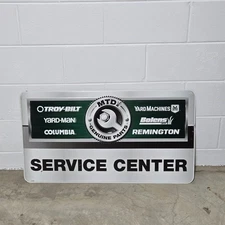 TROY-BILT
YARD-MAN
COLUMBIA
MTD
GENUINE PARTS
YARD MACHINES
Bolens
REMINGTON
SERVICE CENTER